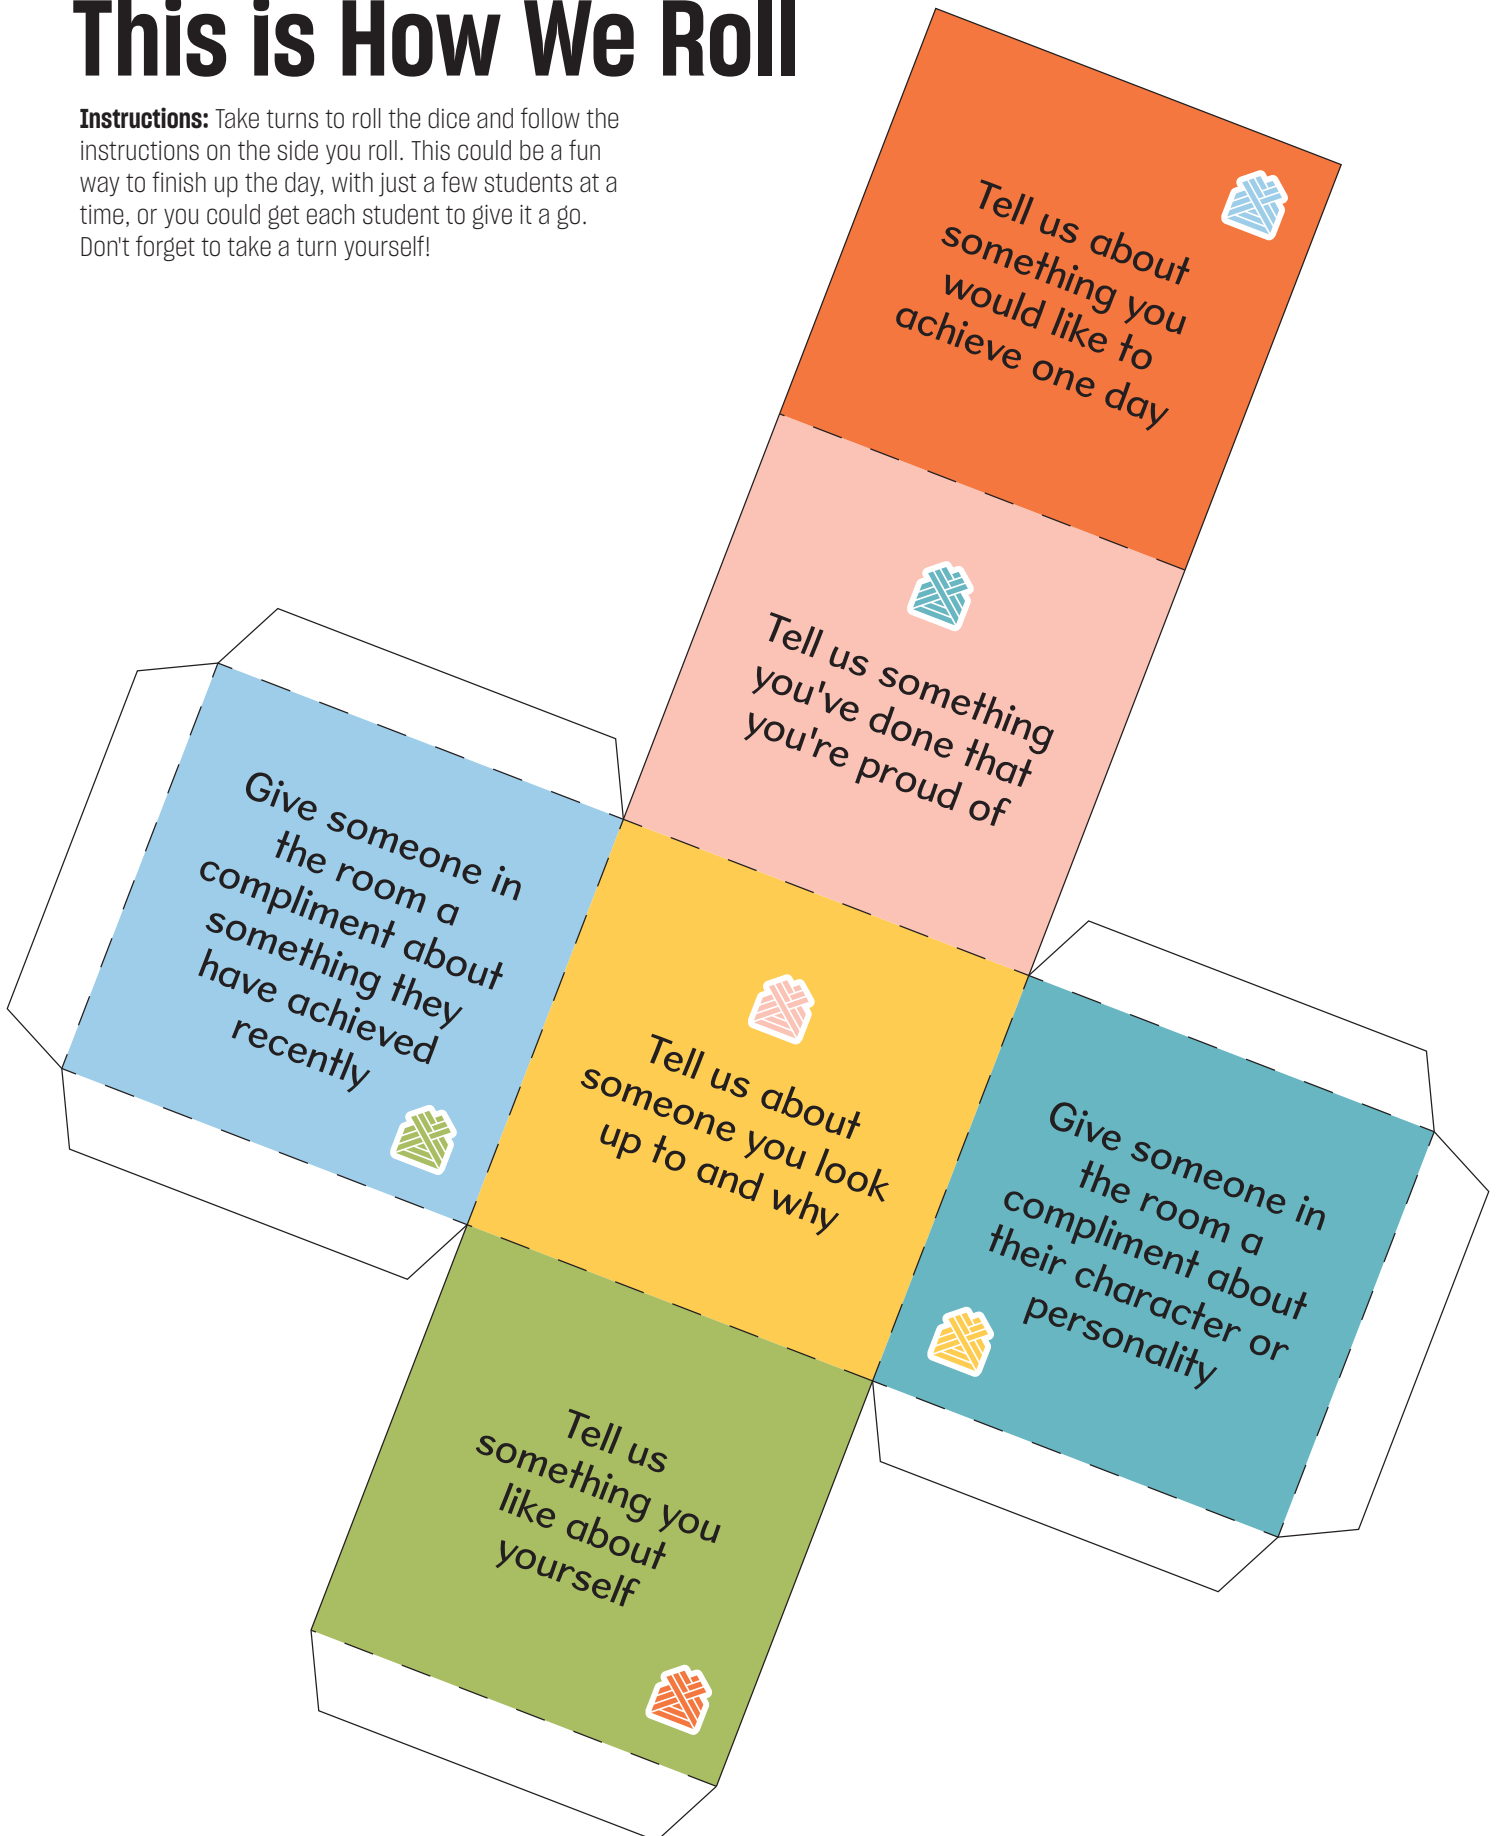 This is How We Roll
Instructions: Take turns to roll the dice and follow the
instructions on the side you roll. This could be a fun
way to finish up the day, with just a few students at a
time, or you could get each student to give it a go.
Don't forget to take a turn yourself!
Tell us about
something you
would like to
achieve one day
Tell us something
you've done that
you're proud of
Give someone in
the room a
compliment about
something they
have achieved
recently
Tell us about
someone you look
up to and why
Give someone in
the room a
compliment about
their character or
personality
Tell us
something you
like about
yourself